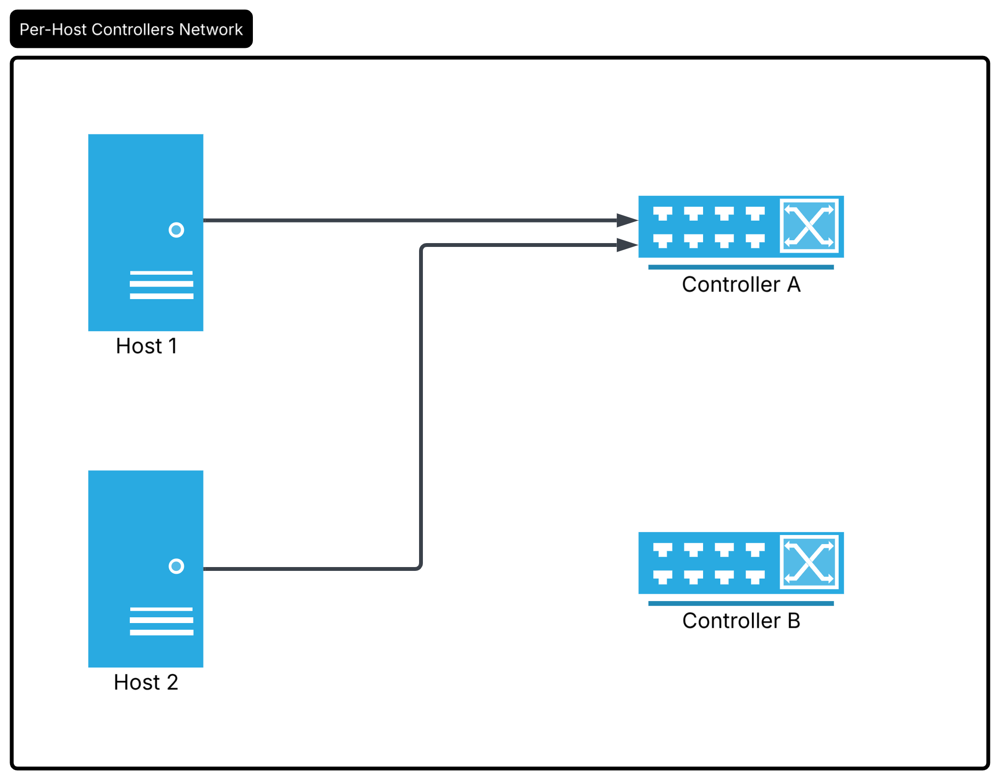 Per-Host Controllers Network
Host 1
Controller A
Host 2
Controller B